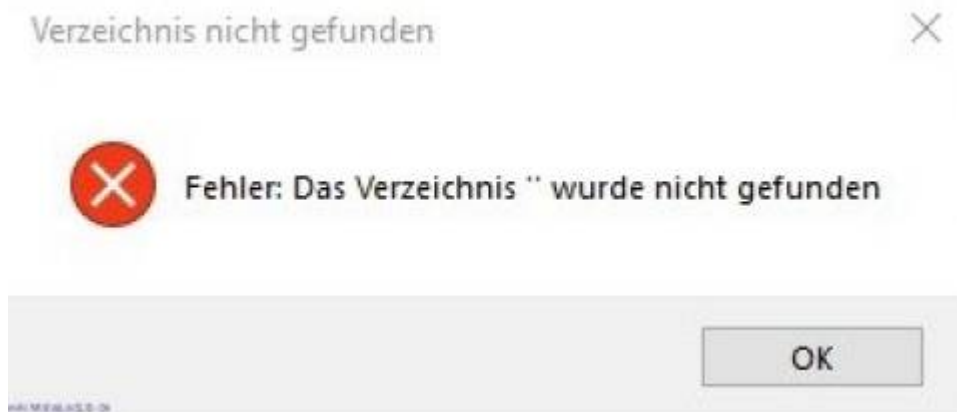 Verzeichnis nicht gefunden
Fehler: Das Verzeichnis '' wurde nicht gefunden
OK